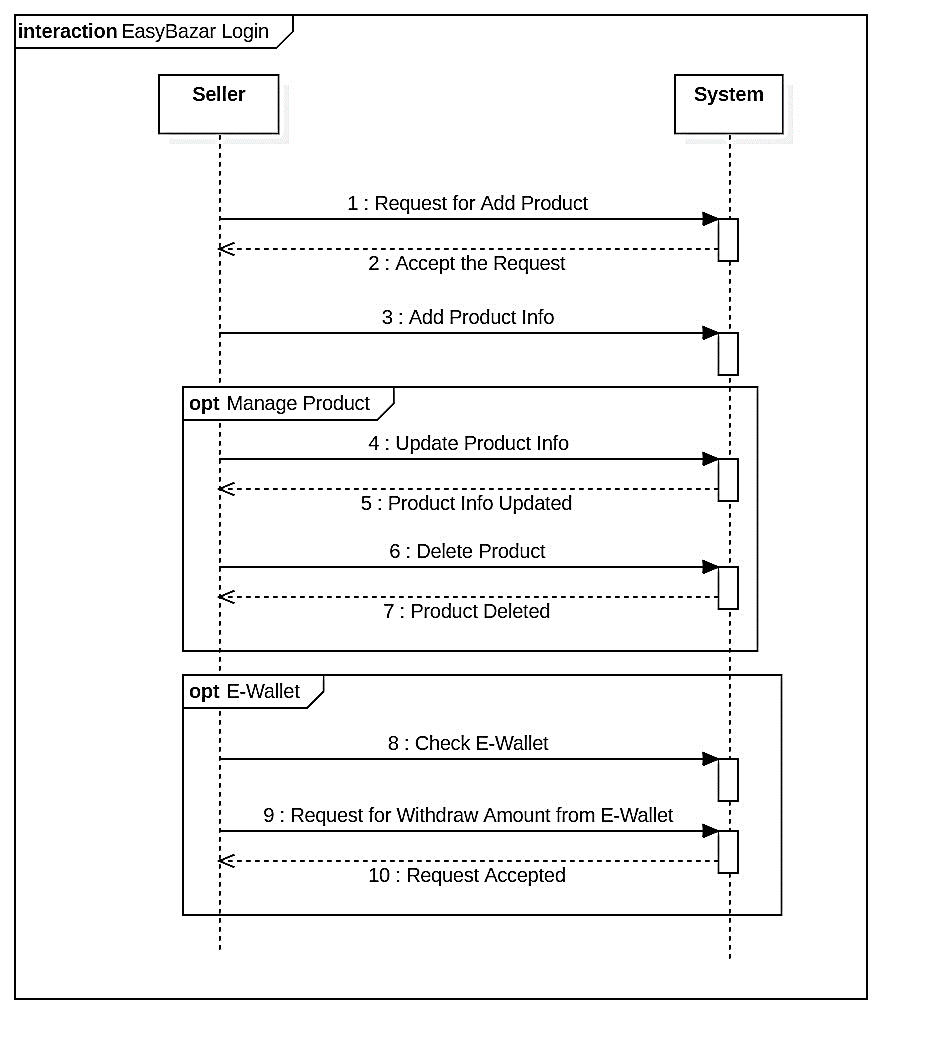 interaction EasyBazar Login
Seller
System
1 : Request for Add Product
2 : Accept the Request
3 : Add Product Info
opt Manage Product
4 : Update Product Info
5 : Product Info Updated
6 : Delete Product
7 : Product Deleted
opt E-Wallet
8 : Check E-Wallet
9 : Request for Withdraw Amount from E-Wallet
10 : Request Accepted